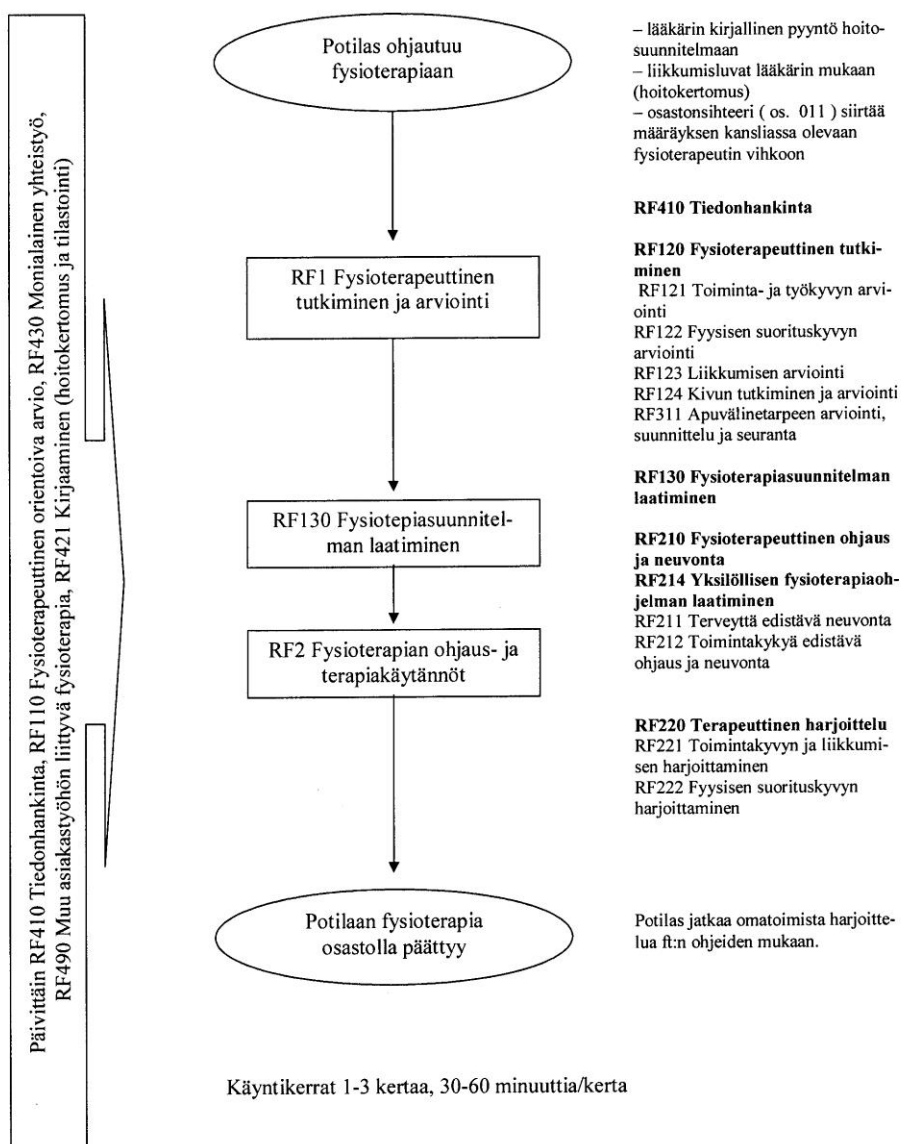 Päivittäin RF410 Tiedonhankinta, RF110 Fysioterapeuttinen orientoiva arvio, RF430 Monialainen yhteistyö,
RF490 Muu asiakastyöhön liittyvä fysioterapia, RF421 Kirjaaminen (hoitokertomus ja tilastointi)
Potilas ohjautuu
fysioterapiaan
– lääkärin kirjallinen pyyntö hoito-
suunnitelmaan
– liikkumisluvat lääkärin mukaan
(hoitokertomus)
– osastonsihteeri ( os. 011 ) siirtää
määräyksen kansliassa olevaan
fysioterapeutin vihkoon
RF410 Tiedonhankinta
RF1 Fysioterapeuttinen
tutkiminen ja arviointi
RF120 Fysioterapeuttinen tutki-
minen
RF121 Toiminta- ja työkyvyn arvi-
ointi
RF122 Fyysisen suorituskyvyn
arviointi
RF123 Liikkumisen arviointi
RF124 Kivun tutkiminen ja arviointi
RF311 Apuvälinetarpeen arviointi,
suunnittelu ja seuranta
RF130 Fysiotepiasuunnitel-
man laatiminen
RF130 Fysioterapiasuunnitelman
laatiminen
RF2 Fysioterapian ohjaus- ja
terapiakäytännöt
RF210 Fysioterapeuttinen ohjaus
ja neuvonta
RF214 Yksilöllisen fysioterapiaoh-
jelman laatiminen
RF211 Terveyttä edistävä neuvonta
RF212 Toimintakykyä edistävä
ohjaus ja neuvonta
RF220 Terapeuttinen harjoittelu
RF221 Toimintakyvyn ja liikkumi-
sen harjoittaminen
RF222 Fyysisen suorituskyvyn
harjoittaminen
Potilaan fysioterapia
osastolla päättyy
Potilas jatkaa omatoimista harjoitte-
lua ft:n ohjeiden mukaan.
Käyntikerrat 1-3 kertaa, 30-60 minuuttia/kerta